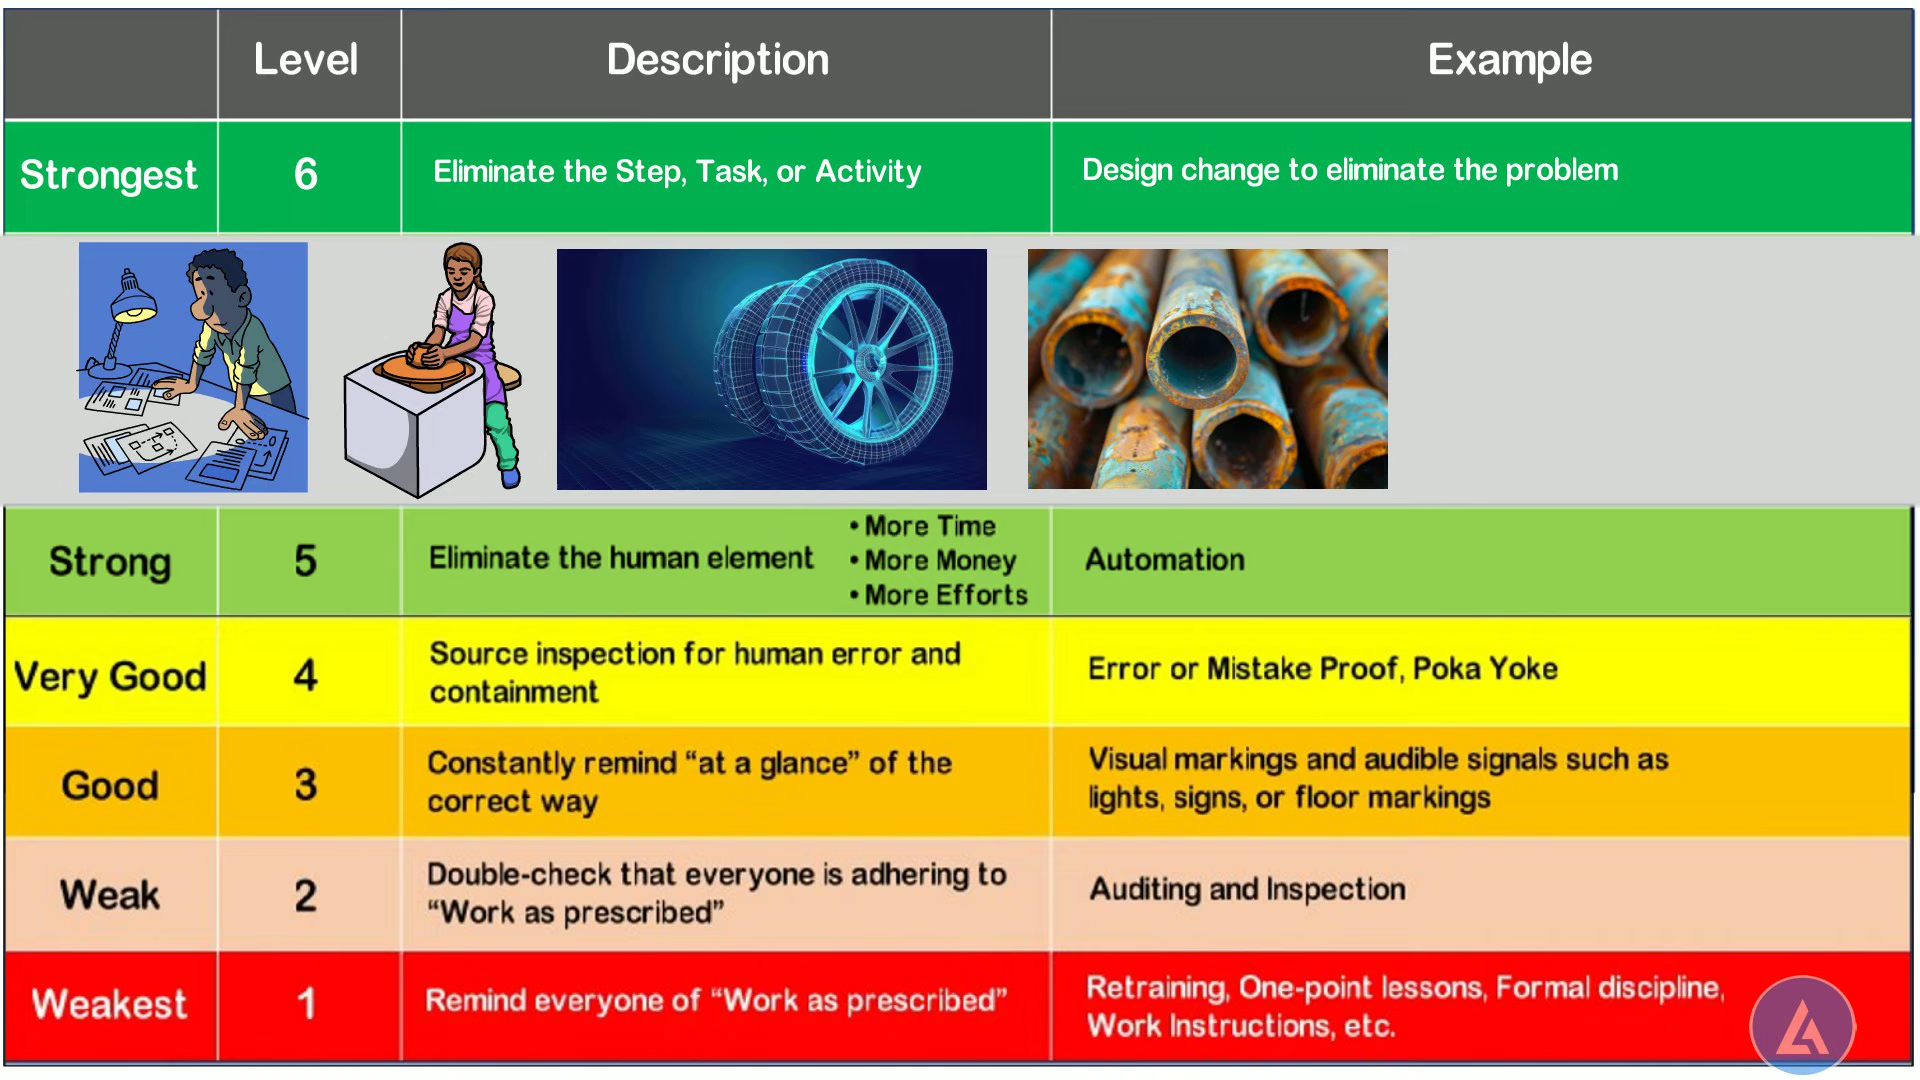 Level Description Example
Strongest 6 Eliminate the Step, Task, or Activity Design change to eliminate the problem
Strong 5 Eliminate the human element Automation
• More Time
• More Money
• More Efforts
Very Good 4 Source inspection for human error and
containment
Error or Mistake Proof, Poka Yoke
Good 3 Constantly remind “at a glance” of the
correct way
Visual markings and audible signals such as
lights, signs, or floor markings
Weak 2 Double-check that everyone is adhering to
“Work as prescribed”
Auditing and Inspection
Weakest 1 Remind everyone of “Work as prescribed”
Retraining, One-point lessons, Formal discipline,
Work Instructions, etc.